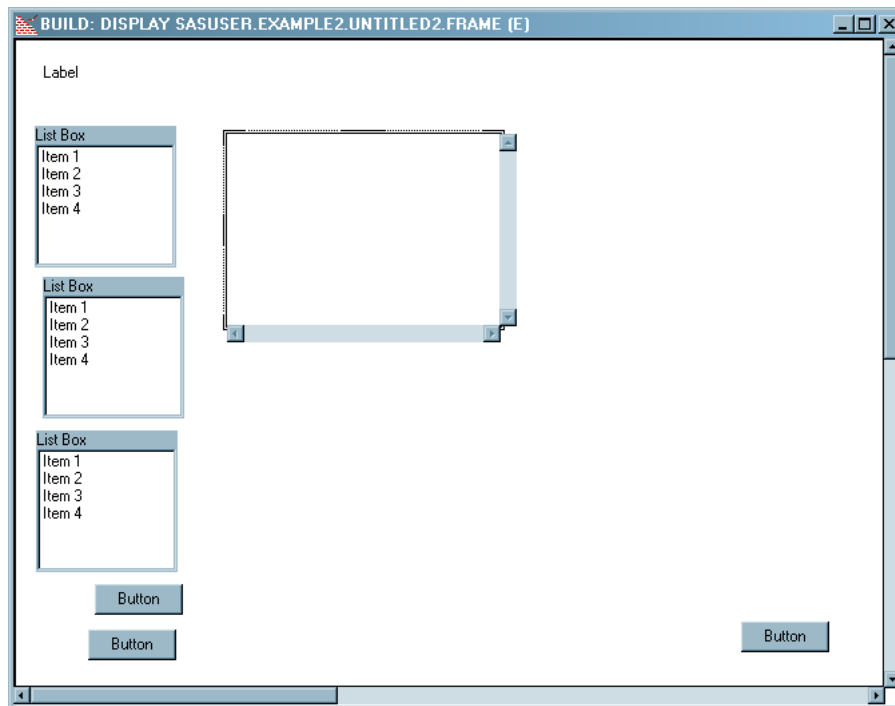 BUILD: DISPLAY SASUSER.EXAMPLE2.UNTITLED2.FRAME (E)
Label
List Box
Item 1
Item 2
Item 3
Item 4
List Box
Item 1
Item 2
Item 3
Item 4
List Box
Item 1
Item 2
Item 3
Item 4
Button
Button
Button